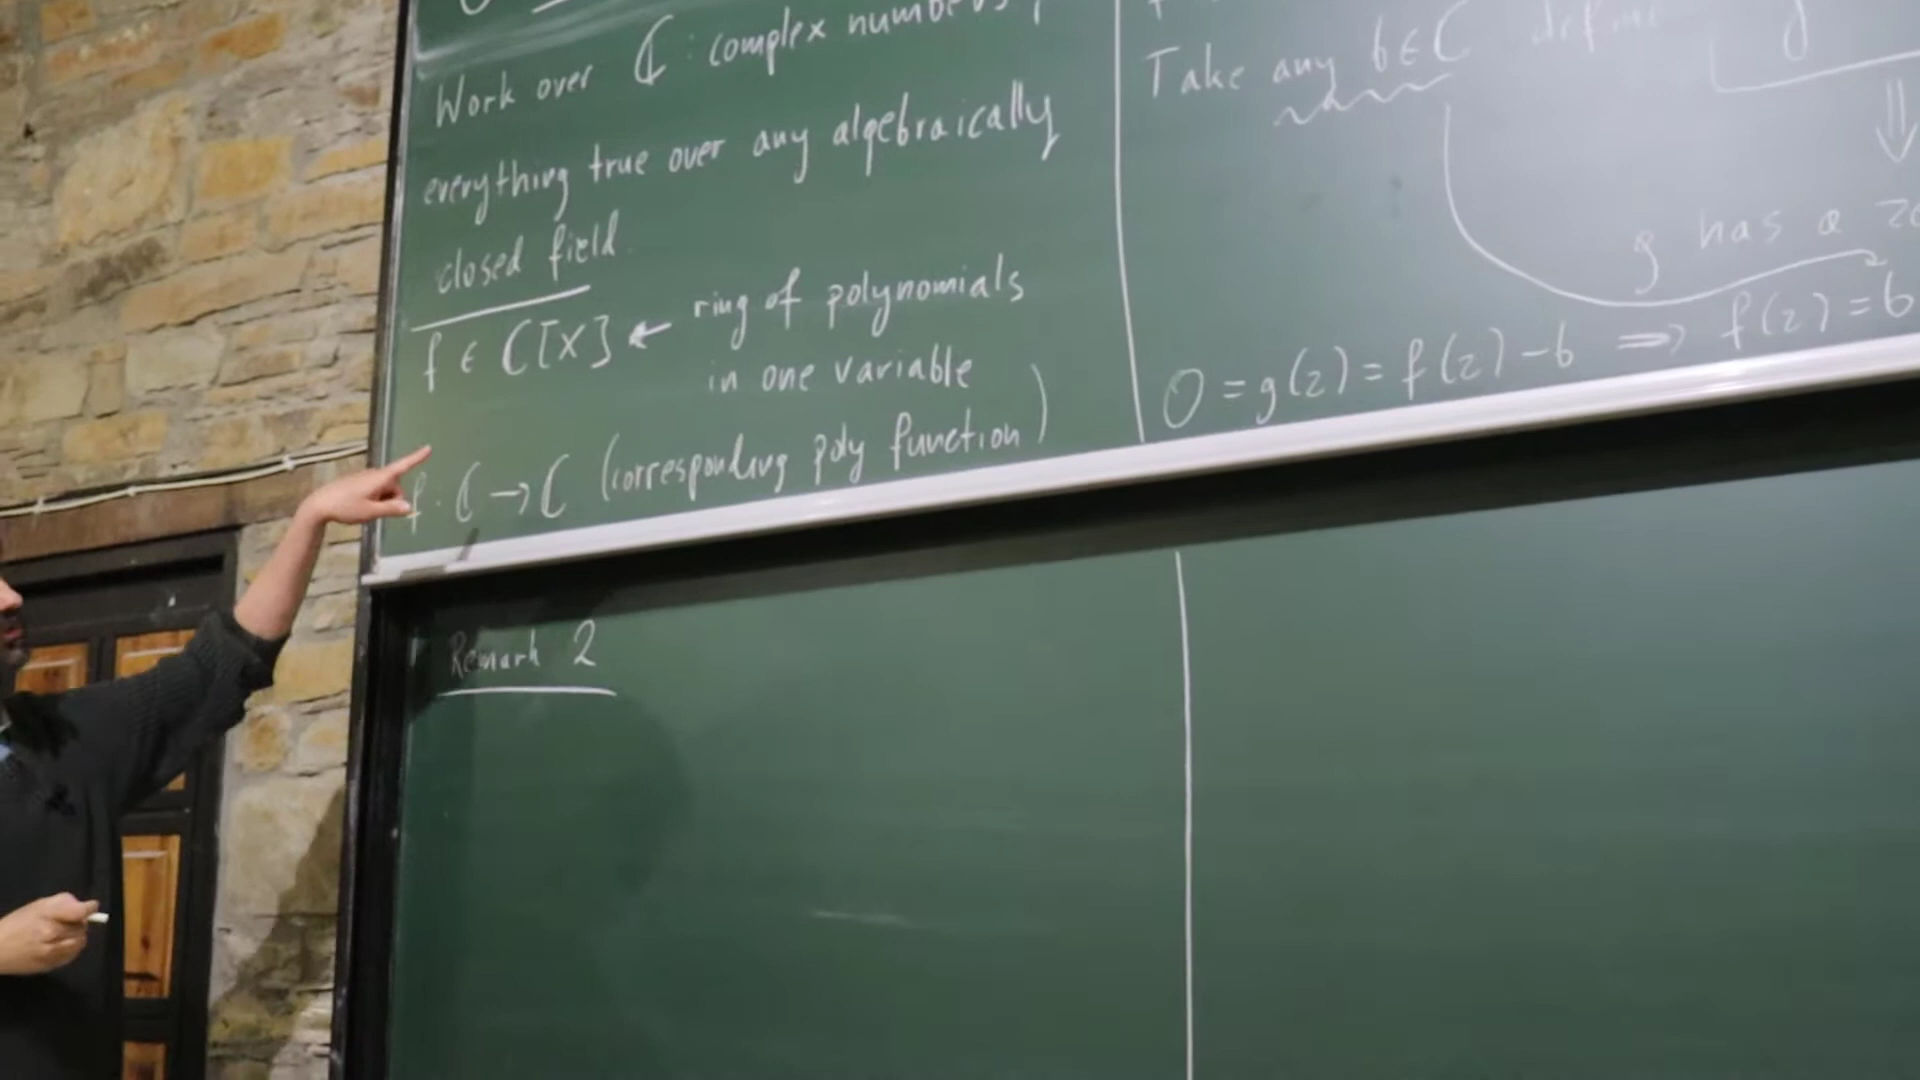 Work over ℂ : complex numbers,
everything true over any algebraically
closed field.
f ∈ ℂ[x] ← ring of polynomials
in one variable
f : ℂ → ℂ (corresponding poly function)
Take any b ∈ ℂ define
⇓
g has a
0 = g(z) = f(z) - b ⇒ f(z) = b
Remark 2